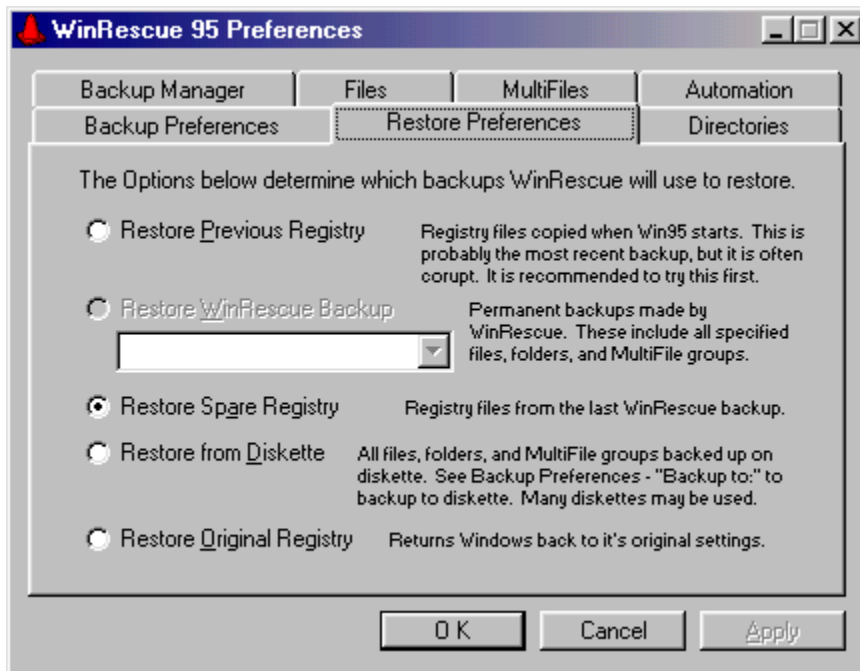 WinRescue 95 Preferences
Backup Manager
Files
MultiFiles
Automation
Backup Preferences
Restore Preferences
Directories
The Options below determine which backups WinRescue will use to restore.
Restore Previous Registry
Registry files copied when Win95 starts. This is
probably the most recent backup, but it is often
corupt. It is recommended to try this first.
Restore WinRescue Backup
Permanent backups made by
WinRescue. These include all specified
files, folders, and MultiFile groups.
Restore Spare Registry
Registry files from the last WinRescue backup.
Restore from Diskette
All files, folders, and MultiFile groups backed up on
diskette. See Backup Preferences - "Backup to:" to
backup to diskette. Many diskettes may be used.
Restore Original Registry
Returns Windows back to it's original settings.
OK
Cancel
Apply